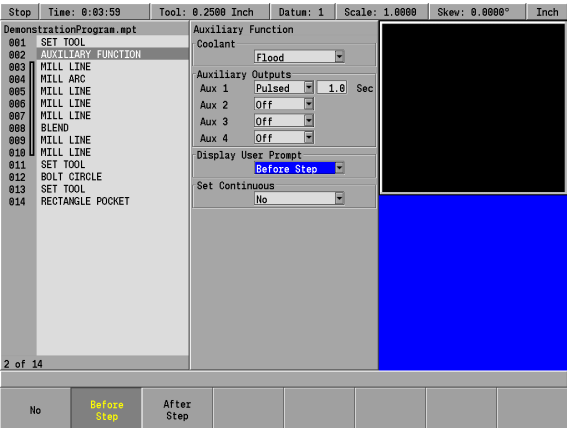 Stop Time: 0:03:59 Tool: 0.2500 Inch Datum: 1 Scale: 1.0000 Skew: 0.0000° Inch
DemonstrationProgram.mpt
001 SET TOOL
002 AUXILIARY FUNCTION
003 MILL LINE
004 MILL ARC
005 MILL LINE
006 MILL LINE
007 MILL LINE
008 BLEND
009 MILL LINE
010 MILL LINE
011 SET TOOL
012 BOLT CIRCLE
013 SET TOOL
014 RECTANGLE POCKET
2 of 14
Auxiliary Function
Coolant
Flood
Auxiliary Outputs
Aux 1 Pulsed 1.0 Sec
Aux 2 Off
Aux 3 Off
Aux 4 Off
Display User Prompt
Before Step
Set Continuous
No
No
Before
Step
After
Step